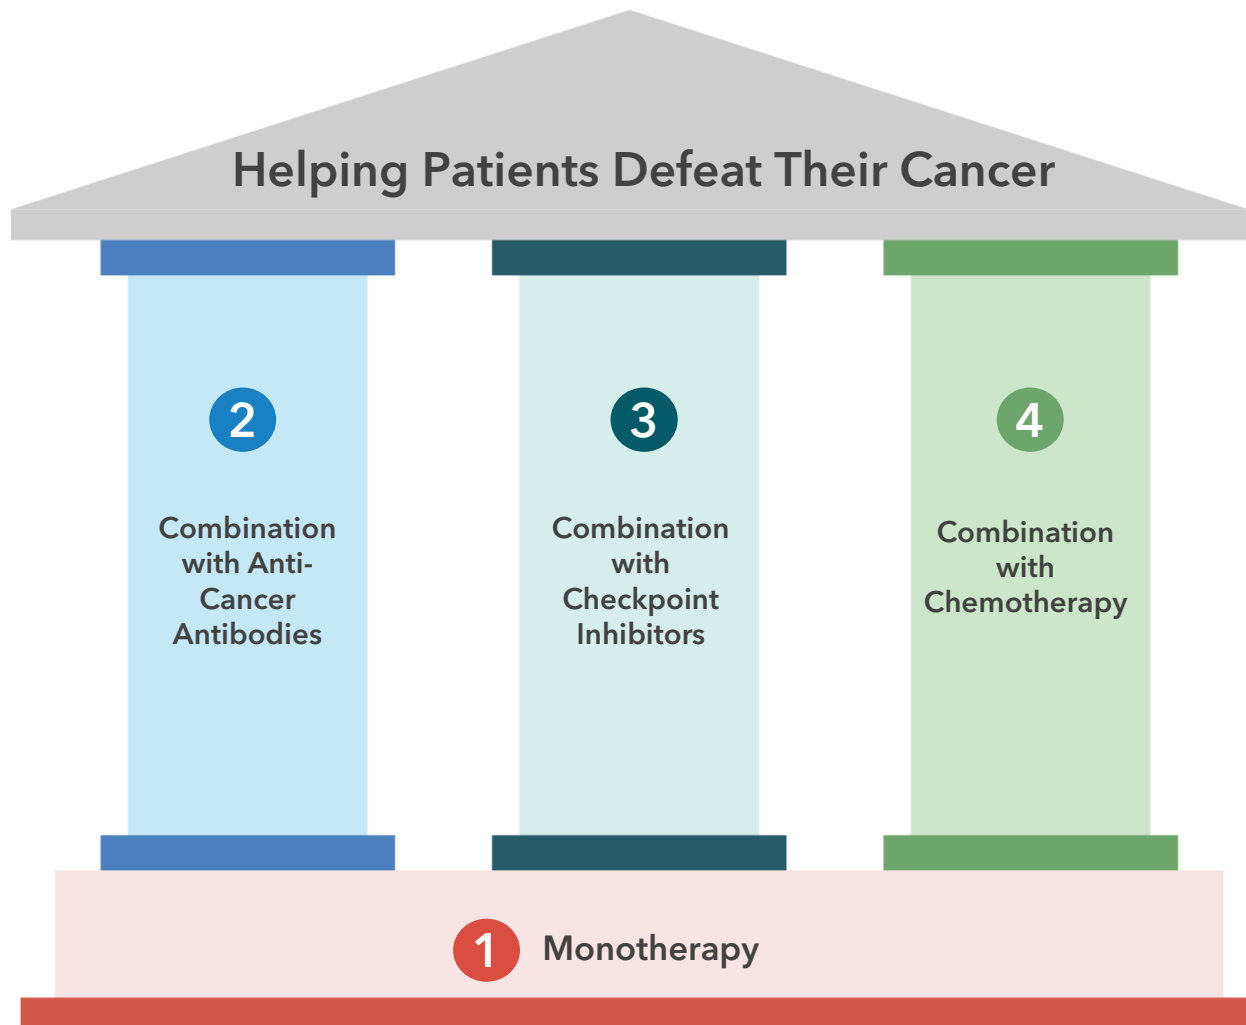 Helping Patients Defeat Their Cancer
2
Combination
with Anti-
Cancer
Antibodies
3
Combination
with
Checkpoint
Inhibitors
4
Combination
with
Chemotherapy
1 Monotherapy